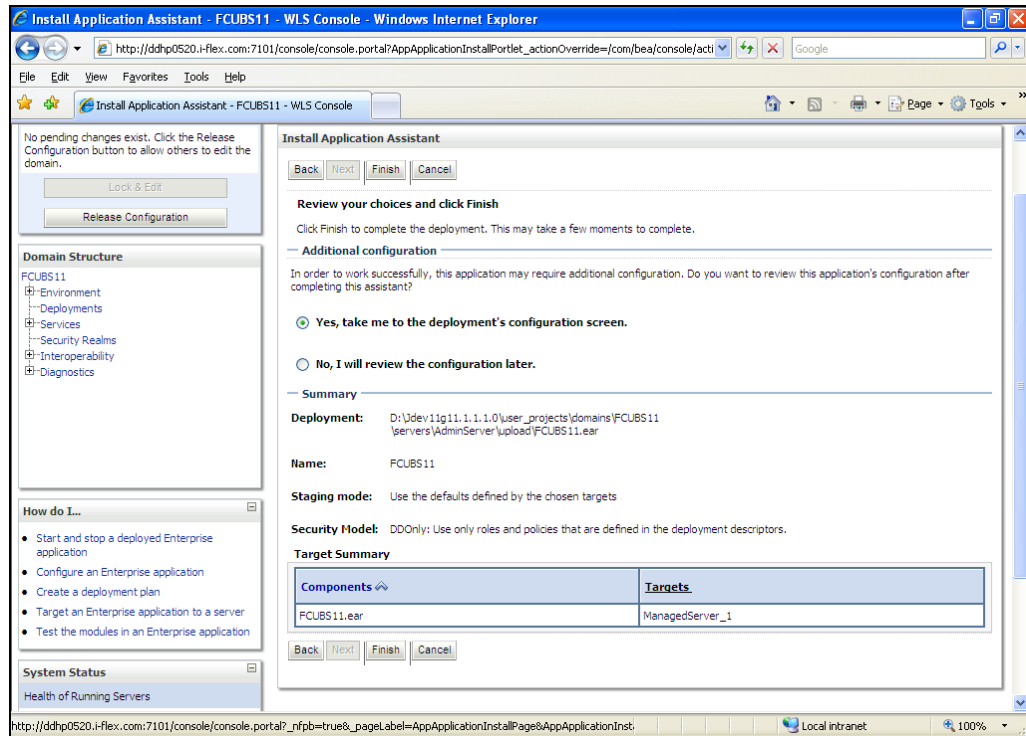 Install Application Assistant - FCUBS11 - WLS Console - Windows Internet Explorer
http://ddhp0520.i-flex.com:7101/console/console.portal?AppApplicationInstallPortlet_actionOverride=/com/bea/console/acti
Google
File Edit View Favorites Tools Help
Install Application Assistant - FCUBS11 - WLS Console
Page Tools
No pending changes exist. Click the Release
Configuration button to allow others to edit the
domain.
Lock & Edit
Release Configuration
Domain Structure
FCUBS11
Environment
Deployments
Services
Security Realms
Interoperability
Diagnostics
How do I...
Start and stop a deployed Enterprise
application
Configure an Enterprise application
Create a deployment plan
Target an Enterprise application to a server
Test the modules in an Enterprise application
System Status
Health of Running Servers
Install Application Assistant
Back Next Finish Cancel
Review your choices and click Finish
Click Finish to complete the deployment. This may take a few moments to complete.
Additional configuration
In order to work successfully, this application may require additional configuration. Do you want to review this application's configuration after
completing this assistant?
Yes, take me to the deployment's configuration screen.
No, I will review the configuration later.
Summary
Deployment: D:\Jdev11g11.1.1.1.0\user_projects\domains\FCUBS11
\servers\AdminServer\upload\FCUBS11.ear
Name: FCUBS11
Staging mode: Use the defaults defined by the chosen targets
Security Model: DDOnly: Use only roles and policies that are defined in the deployment descriptors.
Target Summary
Components Targets
FCUBS11.ear ManagedServer_1
Back Next Finish Cancel
http://ddhp0520.i-flex.com:7101/console/console.portal?_nfpb=true&_pageLabel=AppApplicationInstallPage&AppApplicationInst
Local intranet
100%